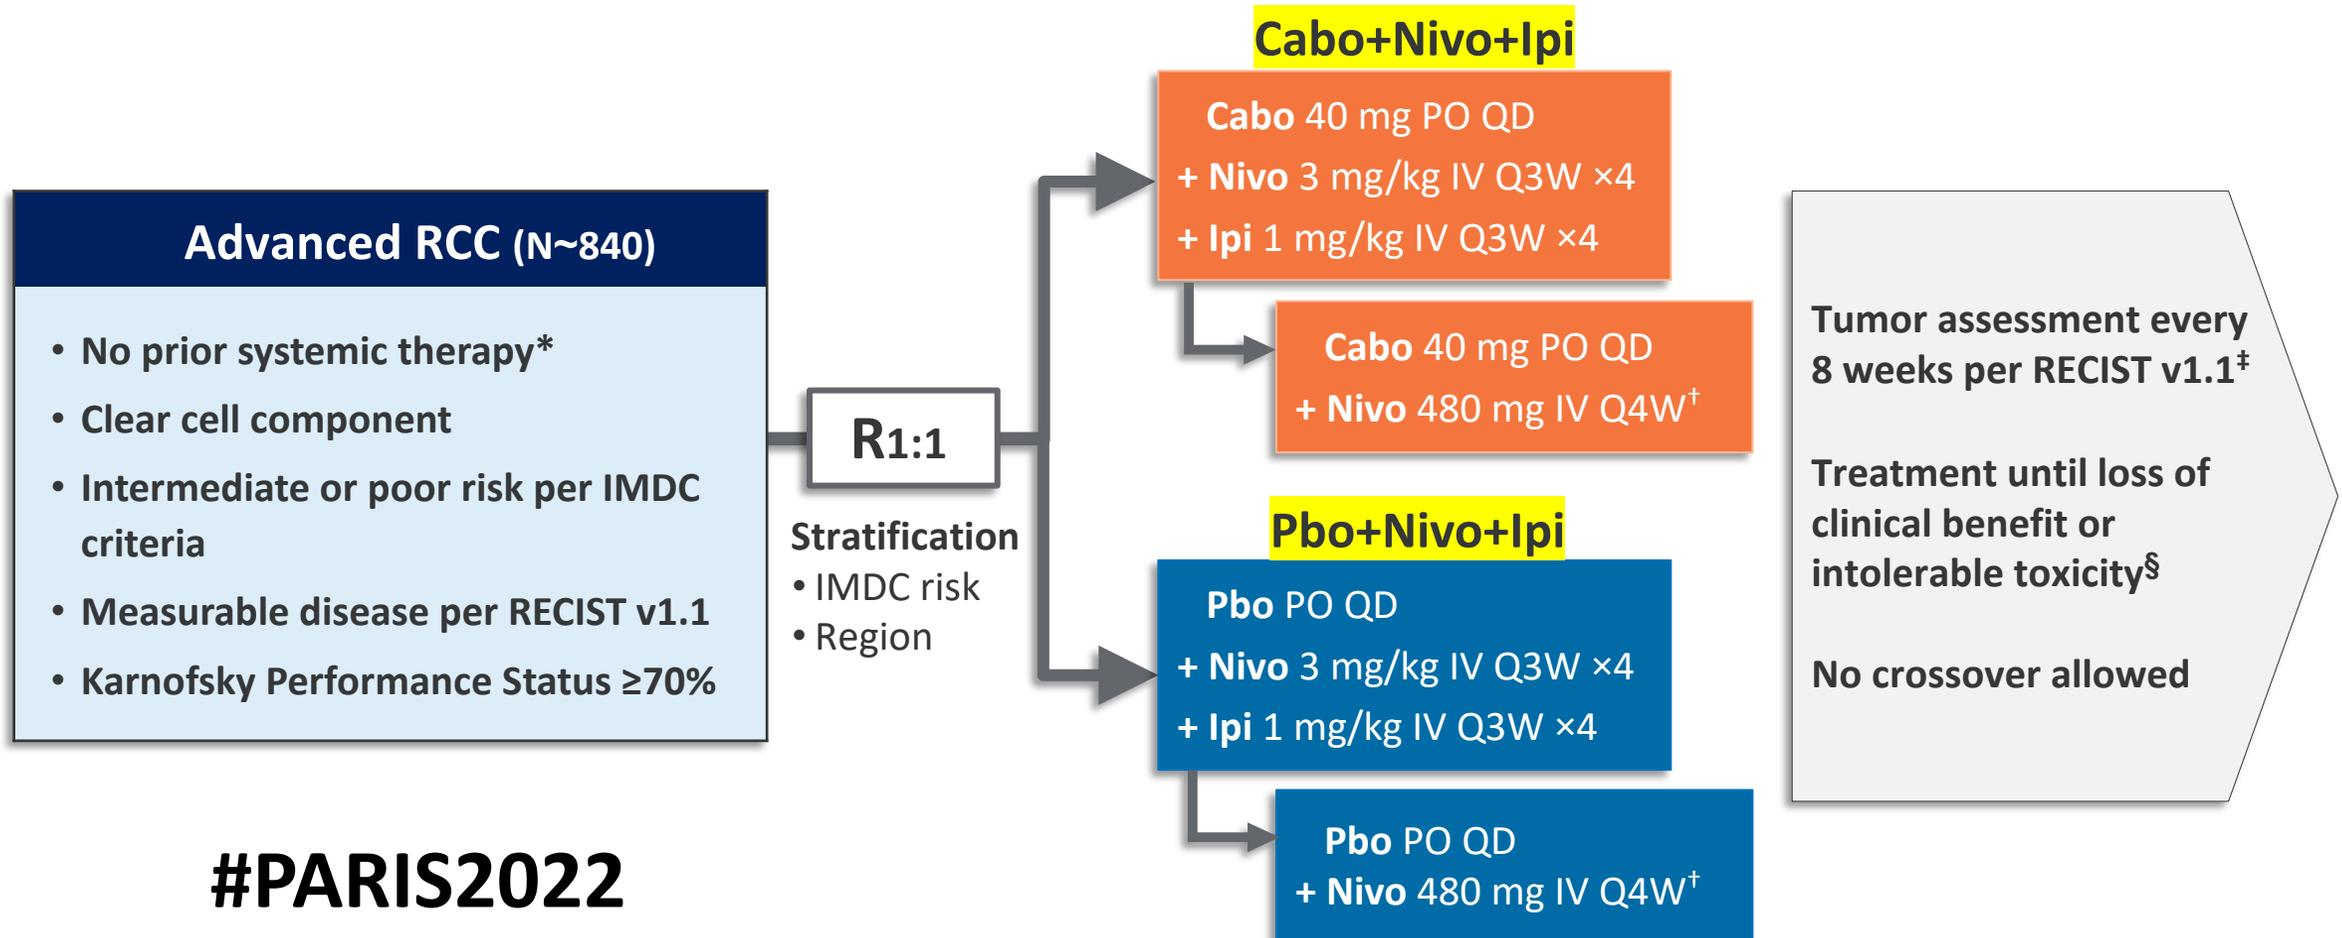 Advanced RCC (N~840)
• No prior systemic therapy*
• Clear cell component
• Intermediate or poor risk per IMDC
criteria
• Measurable disease per RECIST v1.1
• Karnofsky Performance Status ≥70%
R1:1
Stratification
• IMDC risk
• Region
Cabo+Nivo+Ipi
Cabo 40 mg PO QD
+ Nivo 3 mg/kg IV Q3W ×4
+ Ipi 1 mg/kg IV Q3W ×4
Cabo 40 mg PO QD
+ Nivo 480 mg IV Q4W†
Pbo+Nivo+Ipi
Pbo PO QD
+ Nivo 3 mg/kg IV Q3W ×4
+ Ipi 1 mg/kg IV Q3W ×4
Pbo PO QD
+ Nivo 480 mg IV Q4W†
Tumor assessment every
8 weeks per RECIST v1.1‡
Treatment until loss of
clinical benefit or
intolerable toxicity§
No crossover allowed
#PARIS2022